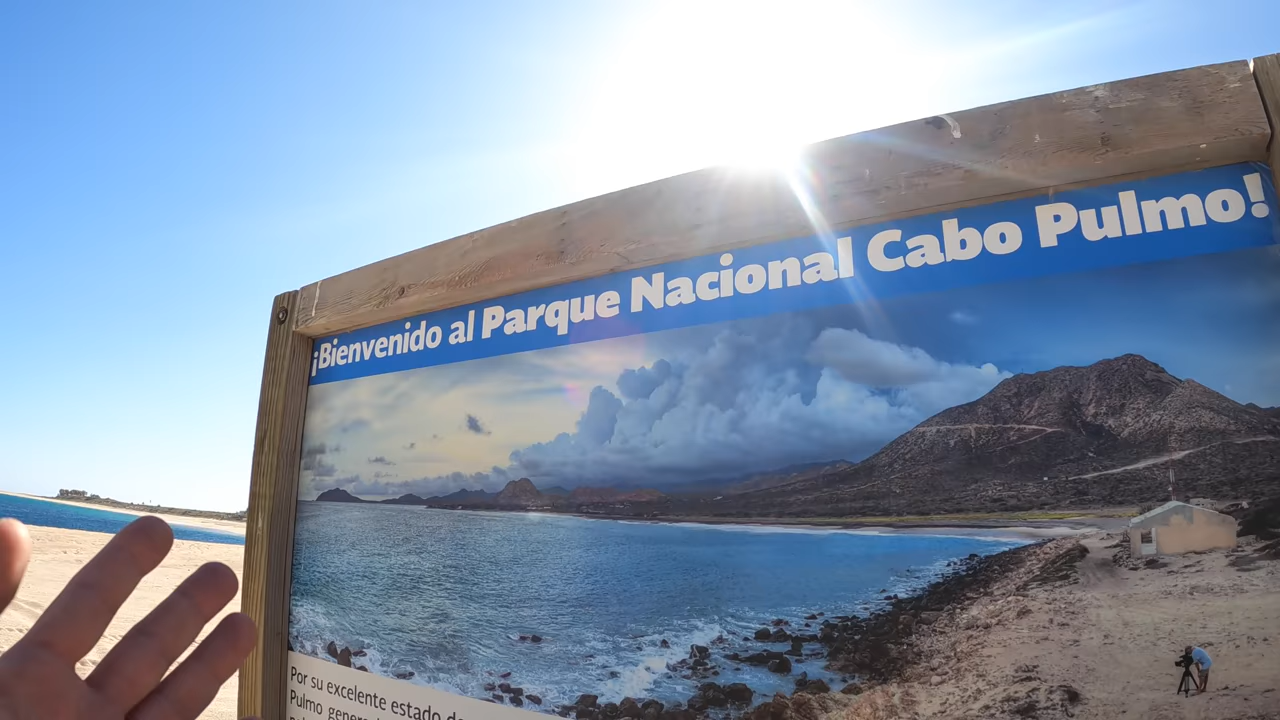 ¡Bienvenido al Parque Nacional Cabo Pulmo!
Por su excelente estado
Pulmo